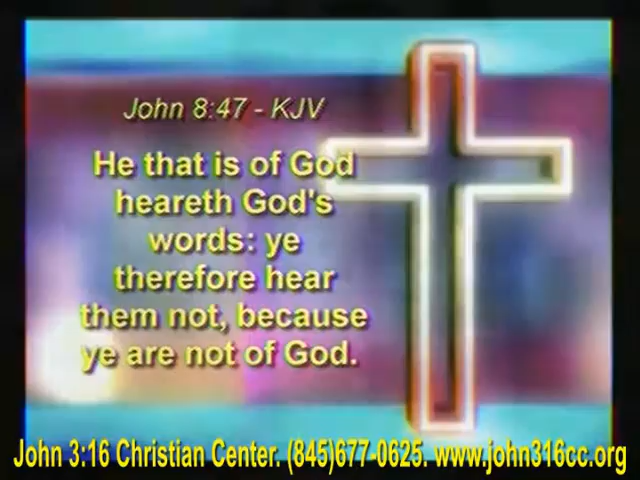 John 8:47 - KJV
He that is of God
heareth God's
words: ye
therefore hear
them not, because
ye are not of God.
John 3:16 Christian Center. (845)677-0625. www.john316cc.org